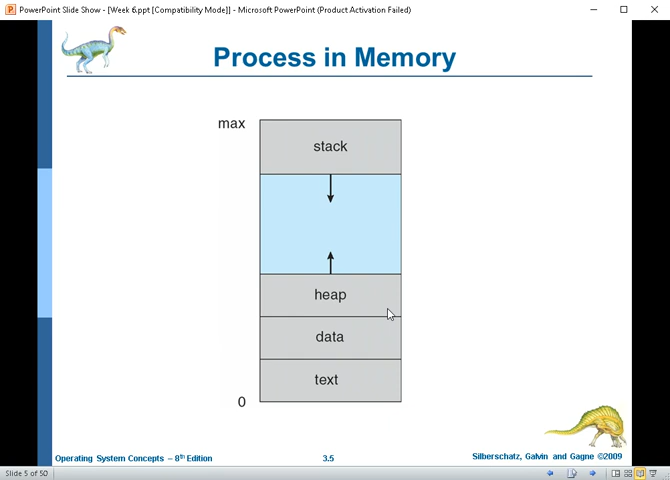 PowerPoint Slide Show - [Week 6.ppt [Compatibility Mode]] - Microsoft PowerPoint (Product Activation Failed)
Process in Memory
max
stack
heap
data
text
0
Operating System Concepts – 8th Edition
3.5
Silberschatz, Galvin and Gagne ©2009
Slide 5 of 50